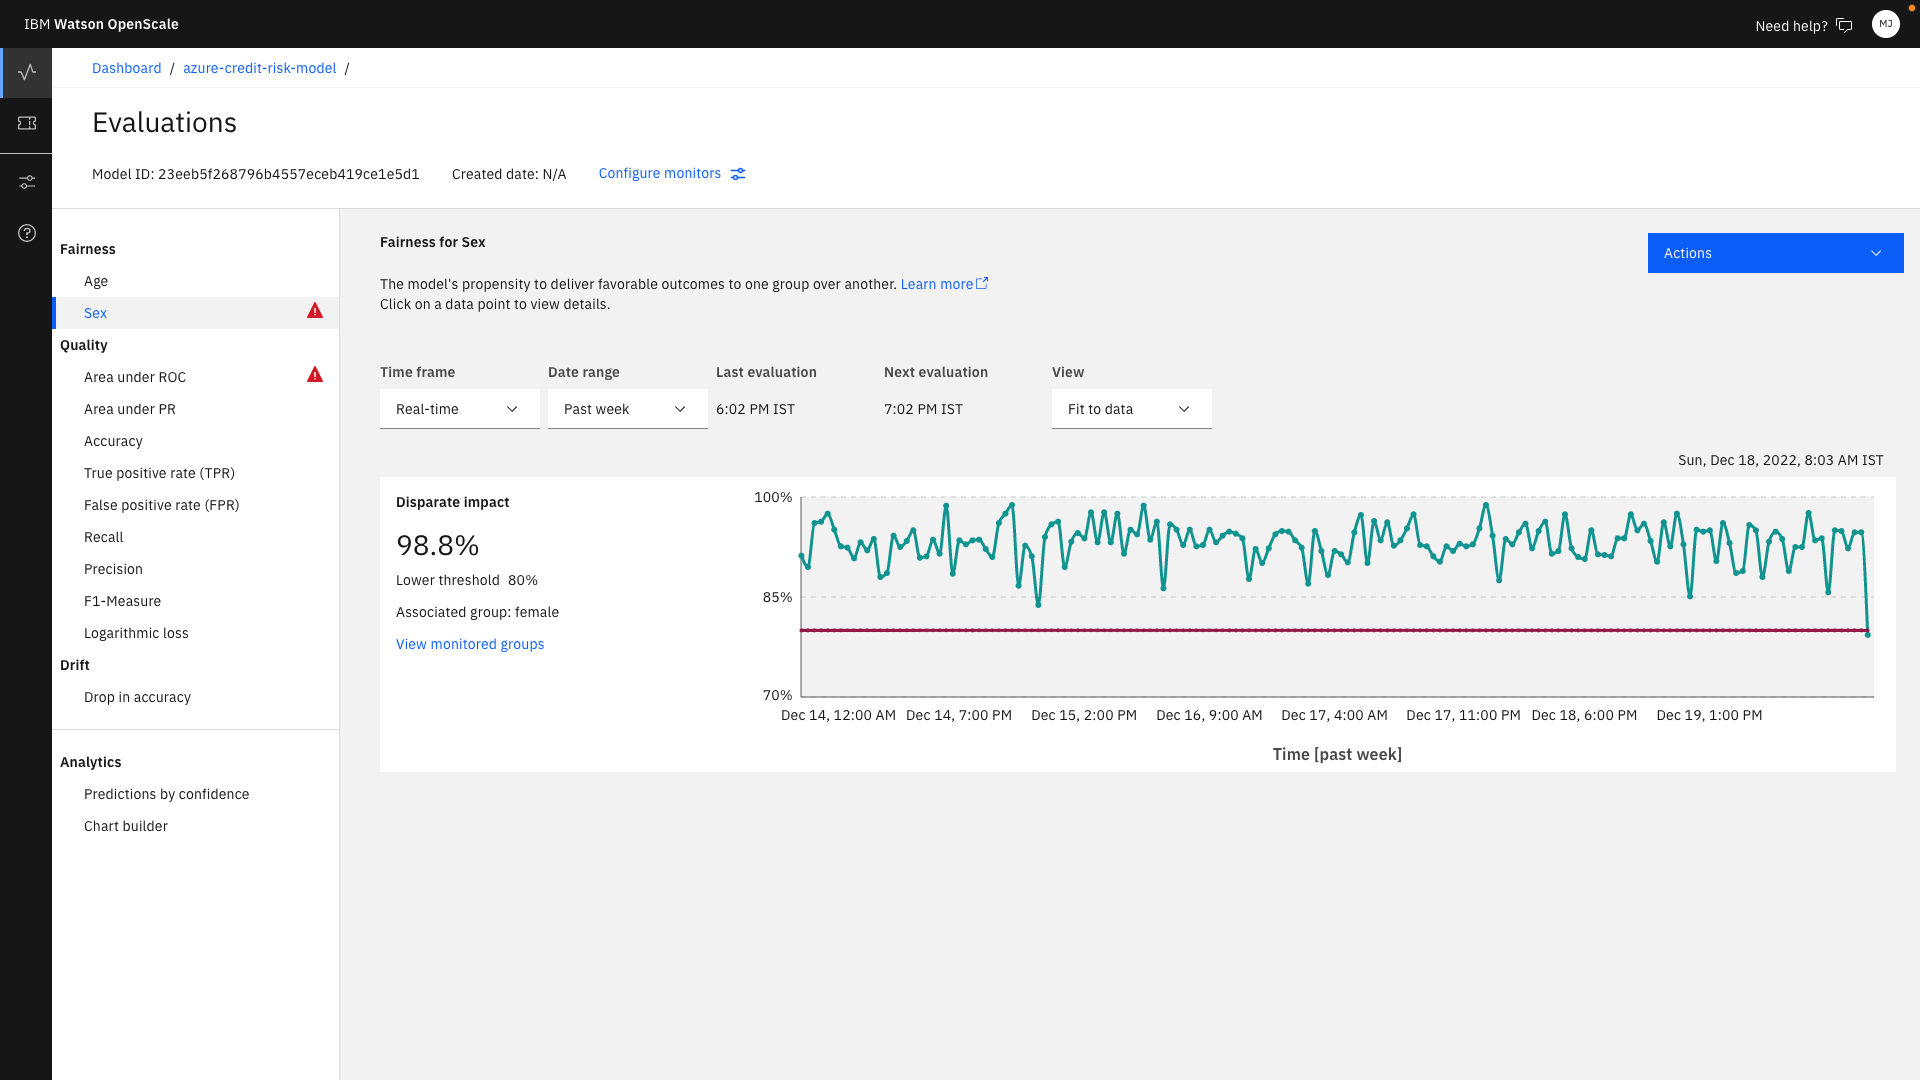 IBM Watson OpenScale
Need help?
MJ
Dashboard / azure-credit-risk-model /
Evaluations
Model ID: 23eeb5f268796b4557eceb419ce1e5d1
Created date: N/A
Configure monitors
Fairness
Age
Sex
Quality
Area under ROC
Area under PR
Accuracy
True positive rate (TPR)
False positive rate (FPR)
Recall
Precision
F1-Measure
Logarithmic loss
Drift
Drop in accuracy
Analytics
Predictions by confidence
Chart builder
Fairness for Sex
Actions
The model's propensity to deliver favorable outcomes to one group over another. Learn more
Click on a data point to view details.
Time frame
Real-time
Date range
Past week
Last evaluation
6:02 PM IST
Next evaluation
7:02 PM IST
View
Fit to data
Sun, Dec 18, 2022, 8:03 AM IST
Disparate impact
98.8%
Lower threshold 80%
Associated group: female
View monitored groups
100%
85%
70%
Dec 14, 12:00 AM
Dec 14, 7:00 PM
Dec 15, 2:00 PM
Dec 16, 9:00 AM
Dec 17, 4:00 AM
Dec 17, 11:00 PM
Dec 18, 6:00 PM
Dec 19, 1:00 PM
Time [past week]